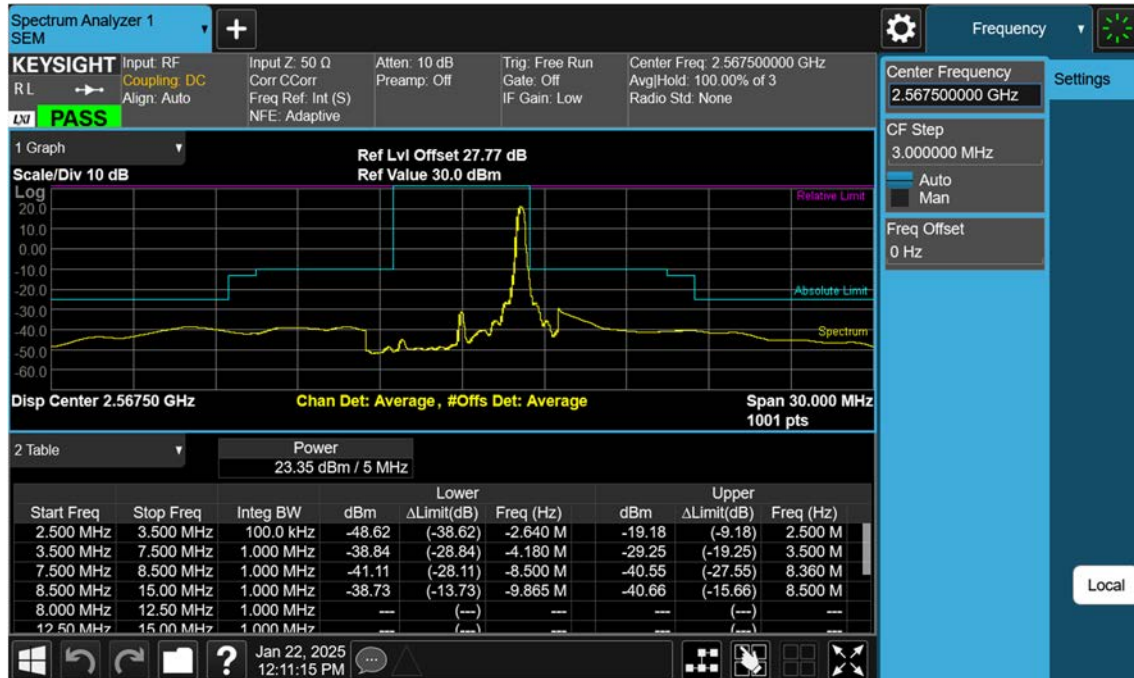 Spectrum Analyzer 1
SEM
Frequency
KEYSIGHT
RL
LXI PASS
Input: RF
Coupling: DC
Align: Auto
Input Z: 50 Ω
Corr CCorr
Freq Ref: Int (S)
NFE: Adaptive
Atten: 10 dB
Preamp: Off
Trig: Free Run
Gate: Off
IF Gain: Low
Center Freq: 2.567500000 GHz
Avg|Hold: 100.00% of 3
Radio Std: None
Center Frequency
2.567500000 GHz
Settings
CF Step
3.000000 MHz
Auto
Man
Freq Offset
0 Hz
Local
1 Graph
Scale/Div 10 dB
Ref Lvl Offset 27.77 dB
Ref Value 30.0 dBm
Log
20.0
10.0
0.00
-10.0
-20.0
-30.0
-40.0
-50.0
-60.0
Relative Limit
Absolute Limit
Spectrum
Disp Center 2.56750 GHz
Chan Det: Average, #Offs Det: Average
Span 30.000 MHz
1001 pts
2 Table
Power
23.35 dBm / 5 MHz
Lower Upper
Start Freq Stop Freq Integ BW dBm ΔLimit(dB) Freq (Hz) dBm ΔLimit(dB) Freq (Hz)
2.500 MHz 3.500 MHz 100.0 kHz -48.62 (-38.62) -2.640 M -19.18 (-9.18) 2.500 M
3.500 MHz 7.500 MHz 1.000 MHz -38.84 (-28.84) -4.180 M -29.25 (-19.25) 3.500 M
7.500 MHz 8.500 MHz 1.000 MHz -41.11 (-28.11) -8.500 M -40.55 (-27.55) 8.360 M
8.500 MHz 15.00 MHz 1.000 MHz -38.73 (-13.73) -9.865 M -40.66 (-15.66) 8.500 M
8.000 MHz 12.50 MHz 1.000 MHz --- (---) --- --- (---) ---
12.50 MHz 15.00 MHz 1.000 MHz --- (---) --- --- (---) ---
?
Jan 22, 2025
12:11:15 PM